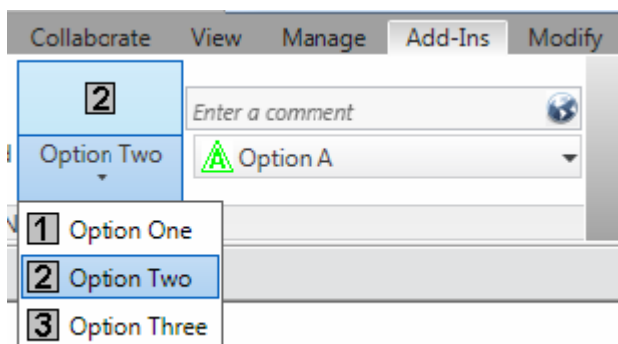 Collaborate View Manage Add-Ins Modify
2
Enter a comment
Option Two
A Option A
1 Option One
2 Option Two
3 Option Three